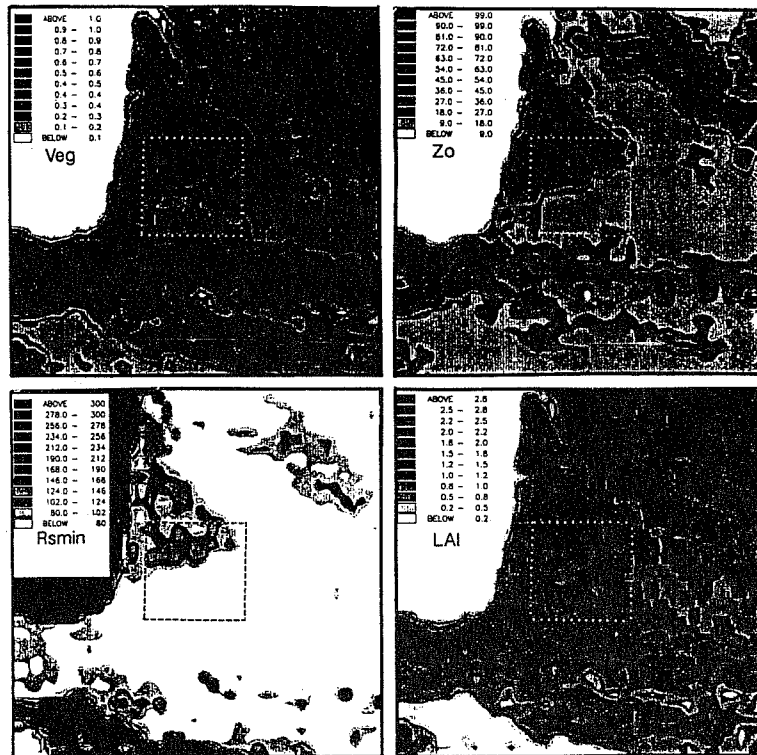 ABOVE 1.0
0.9 - 1.0
0.8 - 0.9
0.7 - 0.8
0.6 - 0.7
0.5 - 0.6
0.4 - 0.5
0.4 - 0.4
0.3 - 0.4
0.2 - 0.3
0.1 - 0.2
BELOW 0.1
Veg
ABOVE 99.0
90.0 - 99.0
81.0 - 90.0
72.0 - 81.0
63.0 - 72.0
54.0 - 63.0
45.0 - 54.0
36.0 - 45.0
27.0 - 36.0
18.0 - 27.0
9.0 - 18.0
BELOW 9.0
Zo
ABOVE 300
278.0 - 300
256.0 - 278
234.0 - 256
212.0 - 234
190.0 - 212
168.0 - 190
146.0 - 168
124.0 - 146
102.0 - 124
80.0 - 102
BELOW 80
Rsmin
ABOVE 2.8
2.5 - 2.8
2.2 - 2.5
2.0 - 2.2
1.8 - 2.0
1.5 - 1.8
1.2 - 1.5
1.0 - 1.2
0.8 - 1.0
0.5 - 0.8
0.2 - 0.5
BELOW 0.2
LAI